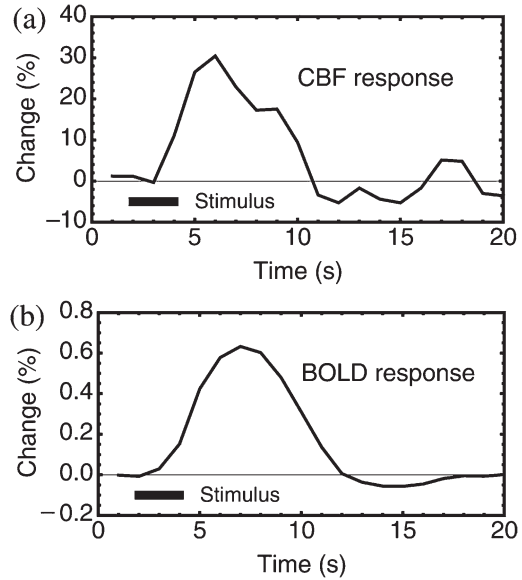 (a)
40
30
20
10
0
−10
Change (%)
CBF response
Stimulus
0 5 10 15 20
Time (s)
(b)
0.8
0.6
0.4
0.2
0.0
−0.2
Change (%)
BOLD response
Stimulus
0 5 10 15 20
Time (s)